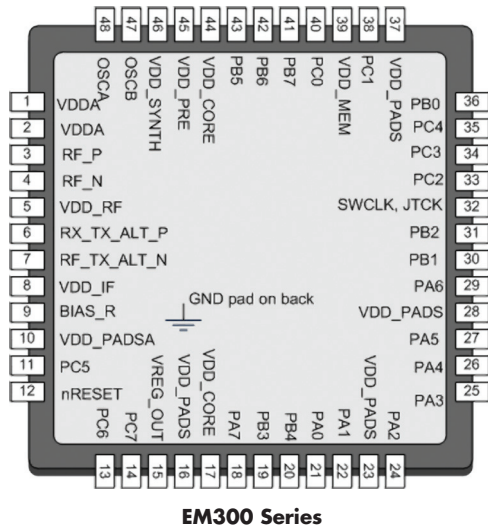 48 47 46 45 44 43 42 41 40 39 38 37
OSCA OSCB VDD_SYNTH VDD_PRE VDD_CORE PB5 PB6 PB7 PC0 VDD_MEM PC1 VDD_PADS
1 VDDA
2 VDDA
3 RF_P
4 RF_N
5 VDD_RF
6 RX_TX_ALT_P
7 RF_TX_ALT_N
8 VDD_IF
9 BIAS_R
10 VDD_PADSA
11 PC5
12 nRESET
GND pad on back
PB0 36
PC4 35
PC3 34
PC2 33
SWCLK, JTCK 32
PB2 31
PB1 30
PA6 29
VDD_PADS 28
PA5 27
PA4 26
PA3 25
PC6 PC7 VREG_OUT VDD_PADS VDD_CORE PA7 PB3 PB4 PA0 PA1 VDD_PADS PA2
13 14 15 16 17 18 19 20 21 22 23 24
EM300 Series